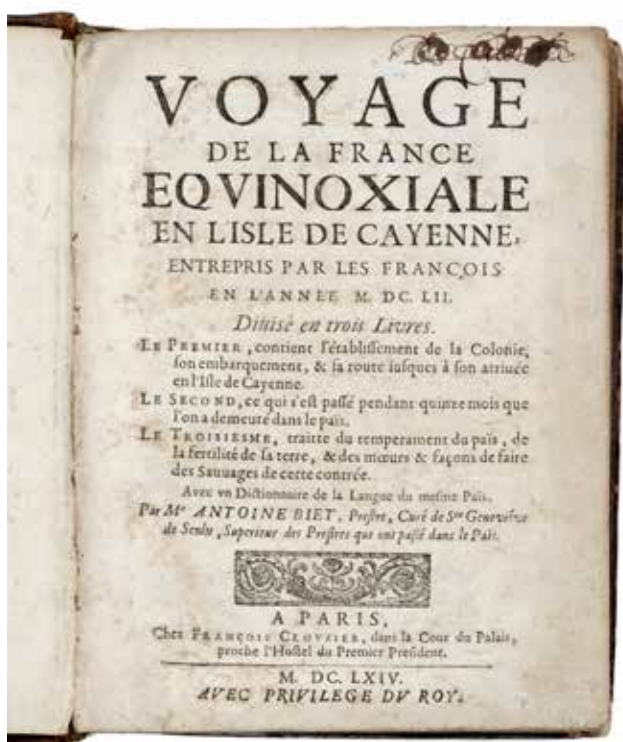 VOYAGE
DE LA FRANCE
EQVINOXIALE
EN L'ISLE DE CAYENNE,
ENTREPRIS PAR LES FRANÇOIS
EN L'ANNÉE M. DC. LII.
Diuisé en trois Liures.
LE PREMIER, contient l'établissement de la Colonie,
son embarquement, & sa route iusques à son arriuée
en l'Isle de Cayenne.
LE SECOND, ce qui s'est passé pendant quinze mois que
l'on a demeuré dans le païs.
LE TROISIESME, traitte du temperament du païs, de
la fertilité de sa terre, & des mœurs & façons de faire
des Sauuages de cette contrée.
Auec vn Dictionnaire de la Langue du mesme Païs.
Par Mre ANTOINE BIET, Prestre, Curé de Ste Geneviéve
de Senlis, Superieur des Prestres qui ont passé dans le Païs.
A PARIS,
Chez FRANÇOIS CLOVZIER, dans la Cour du Palais,
proche l'Hostel du Premier President.
M. DC. LXIV.
AVEC PRIVILEGE DV ROY.